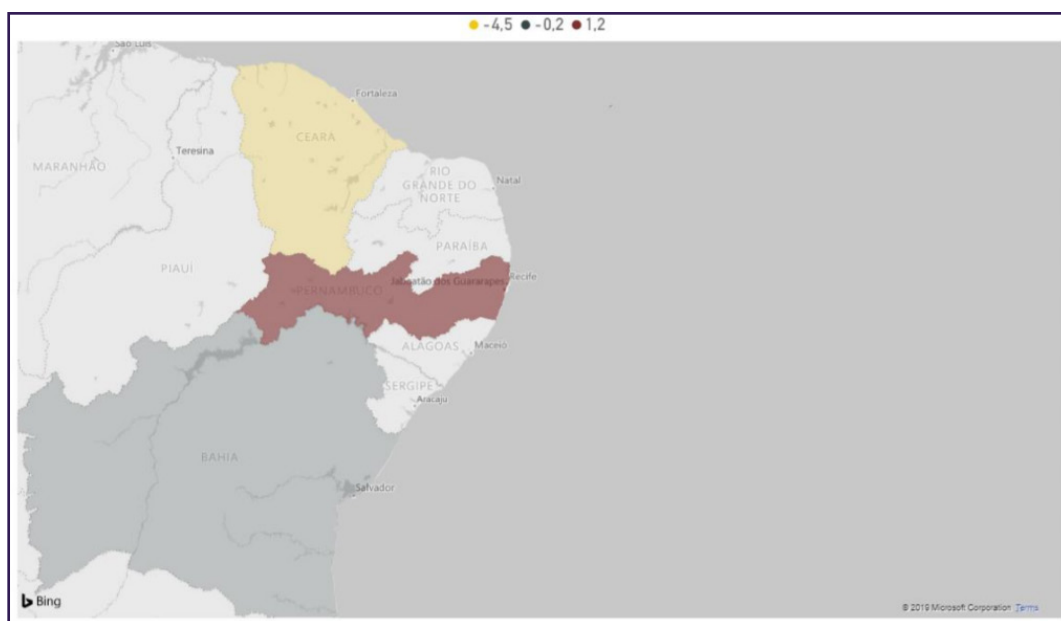 -4,5 -0,2 1,2
São Luís
Fortaleza
CEARÁ
Teresina
MARANHÃO
RIO
GRANDE DO
NORTE
Natal
PARAÍBA
PIAUÍ
Recife
Jaboatão dos Guararapes
PERNAMBUCO
ALAGOAS
Maceió
SERGIPE
Aracaju
BAHIA
Salvador
Bing
© 2019 Microsoft Corporation Terms